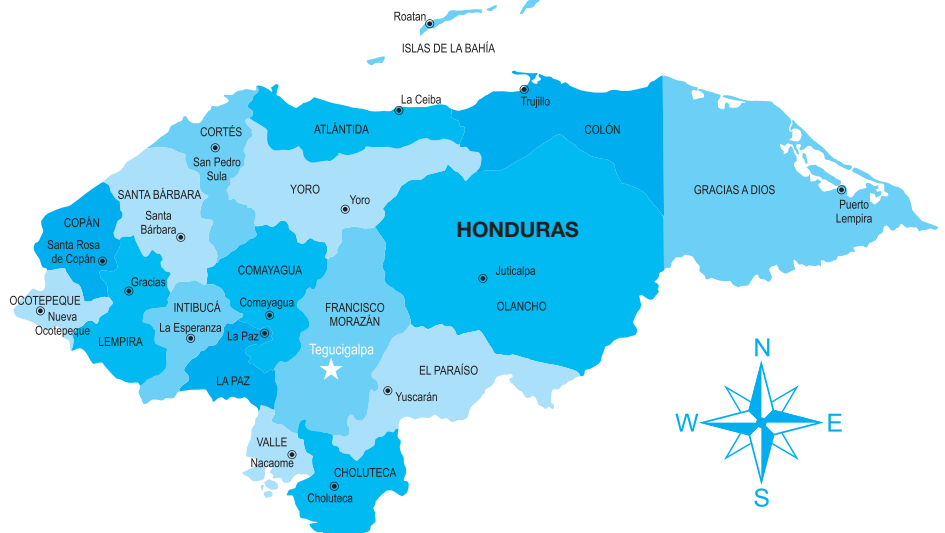 Roatan
ISLAS DE LA BAHÍA
La Ceiba
Trujillo
ATLÁNTIDA
COLÓN
CORTÉS
San Pedro
Sula
YORO
Yoro
GRACIAS A DIOS
Puerto
Lempira
SANTA BÀRBARA
Santa
Bárbara
COPÁN
Santa Rosa
de Copán
HONDURAS
COMAYAGUA
Juticalpa
OLANCHO
Gracias
Comayagua
OCOTEPEQUE
Nueva
Ocotepeque
INTIBUCÁ
La Esperanza
FRANCISCO
MORAZÁN
La Paz
LEMPIRA
Tegucigalpa
LA PAZ
EL PARAÍSO
Yuscarán
VALLE
Nacaome
CHOLUTECA
Choluteca
N
W
E
S